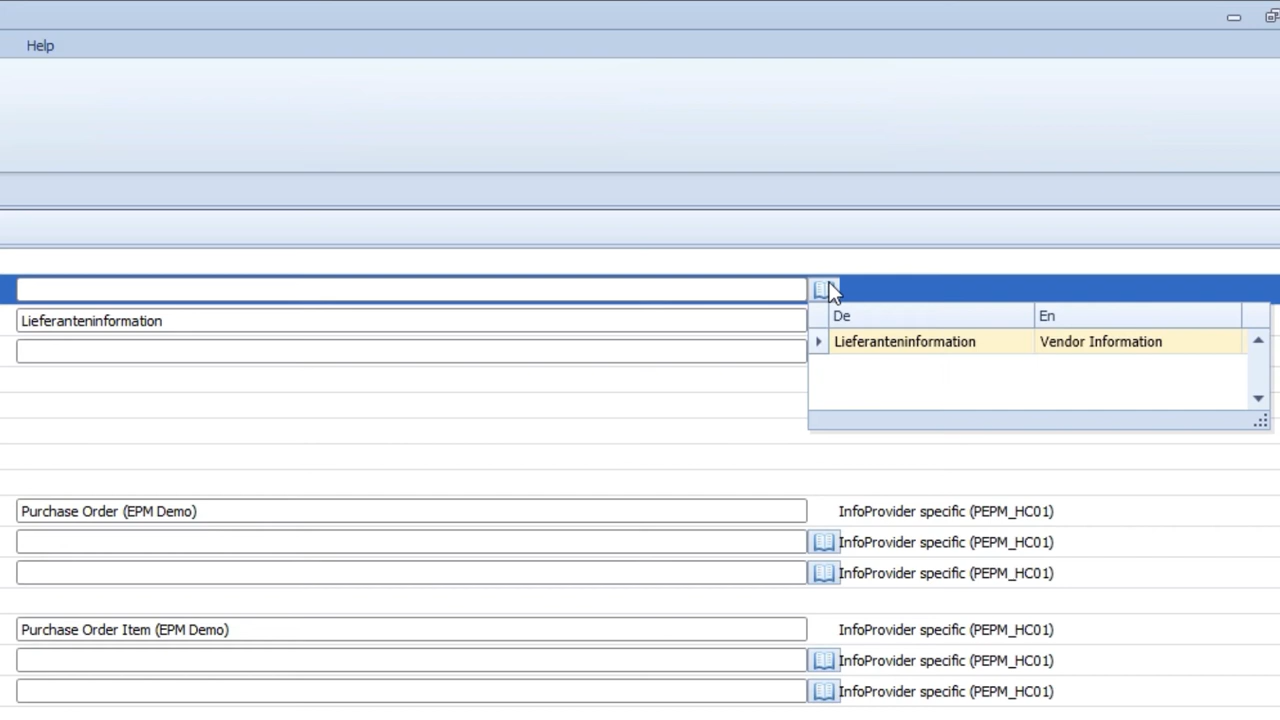 Help
De En
Lieferanteninformation
Lieferanteninformation Vendor Information
Purchase Order (EPM Demo) InfoProvider specific (PEPM_HC01)
InfoProvider specific (PEPM_HC01)
InfoProvider specific (PEPM_HC01)
Purchase Order Item (EPM Demo) InfoProvider specific (PEPM_HC01)
InfoProvider specific (PEPM_HC01)
InfoProvider specific (PEPM_HC01)